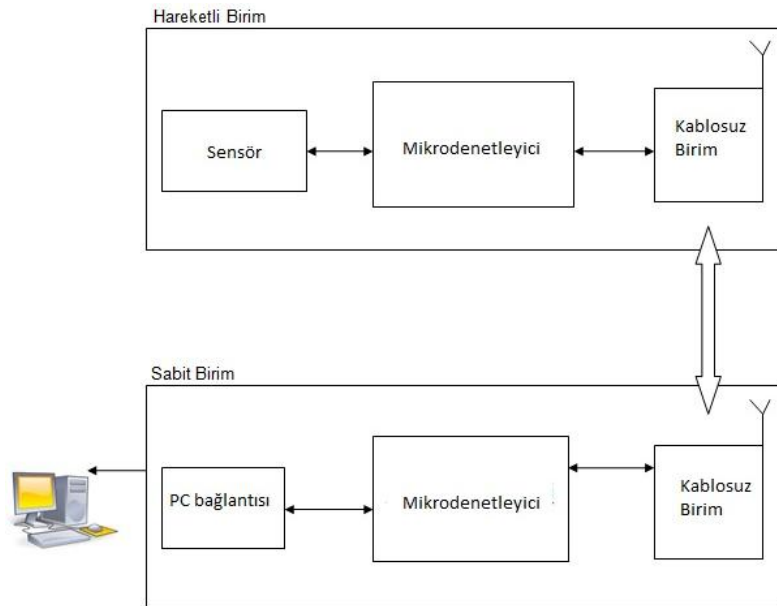 Hareketli Birim
Sensör
Mikrodenetleyici
Kablosuz
Birim
Sabit Birim
PC bağlantısı
Mikrodenetleyici
Kablosuz
Birim